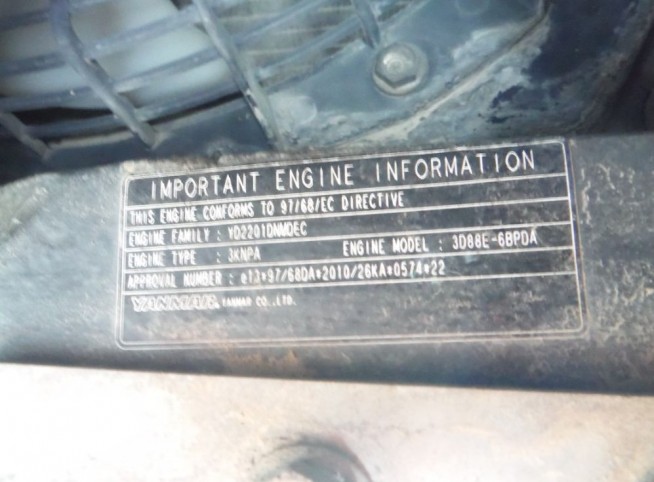 IMPORTANT ENGINE INFORMATION
THIS ENGINE CONFORMS TO 97/68/EC DIRECTIVE
ENGINE FAMILY : YD2201DNMDEC
ENGINE TYPE : 3KNPA ENGINE MODEL : 3D88E-6BPDA
APPROVAL NUMBER : e13*97/68DA*2010/26KA*0574*22
YANMAR YANMAR CO.,LTD.